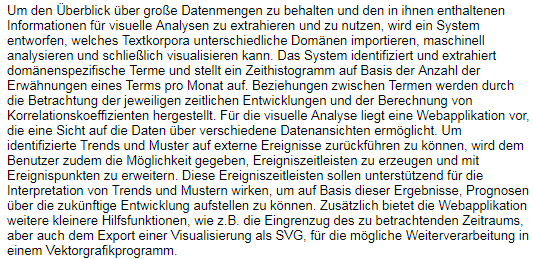 Um den Überblick über große Datenmengen zu behalten und den in ihnen enthaltenen
Informationen für visuelle Analysen zu extrahieren und zu nutzen, wird ein System
entworfen, welches Textkorpora unterschiedliche Domänen importieren, maschinell
analysieren und schließlich visualisieren kann. Das System identifiziert und extrahiert
domänenspezifische Terme und stellt ein Zeithistogramm auf Basis der Anzahl der
Erwähnungen eines Terms pro Monat auf. Beziehungen zwischen Termen werden durch
die Betrachtung der jeweiligen zeitlichen Entwicklungen und der Berechnung von
Korrelationskoeffizienten hergestellt. Für die visuelle Analyse liegt eine Webapplikation vor,
die eine Sicht auf die Daten über verschiedene Datenansichten ermöglicht. Um
identifizierte Trends und Muster auf externe Ereignisse zurückführen zu können, wird dem
Benutzer zudem die Möglichkeit gegeben, Ereigniszeitleisten zu erzeugen und mit
Ereignispunkten zu erweitern. Diese Ereigniszeitleisten sollen unterstützend für die
Interpretation von Trends und Mustern wirken, um auf Basis dieser Ergebnisse, Prognosen
über die zukünftige Entwicklung aufstellen zu können. Zusätzlich bietet die Webapplikation
weitere kleinere Hilfsfunktionen, wie z.B. die Eingrenzung des zu betrachtenden Zeitraums,
aber auch dem Export einer Visualisierung als SVG, für die mögliche Weiterverarbeitung in
einem Vektorgrafikprogramm.